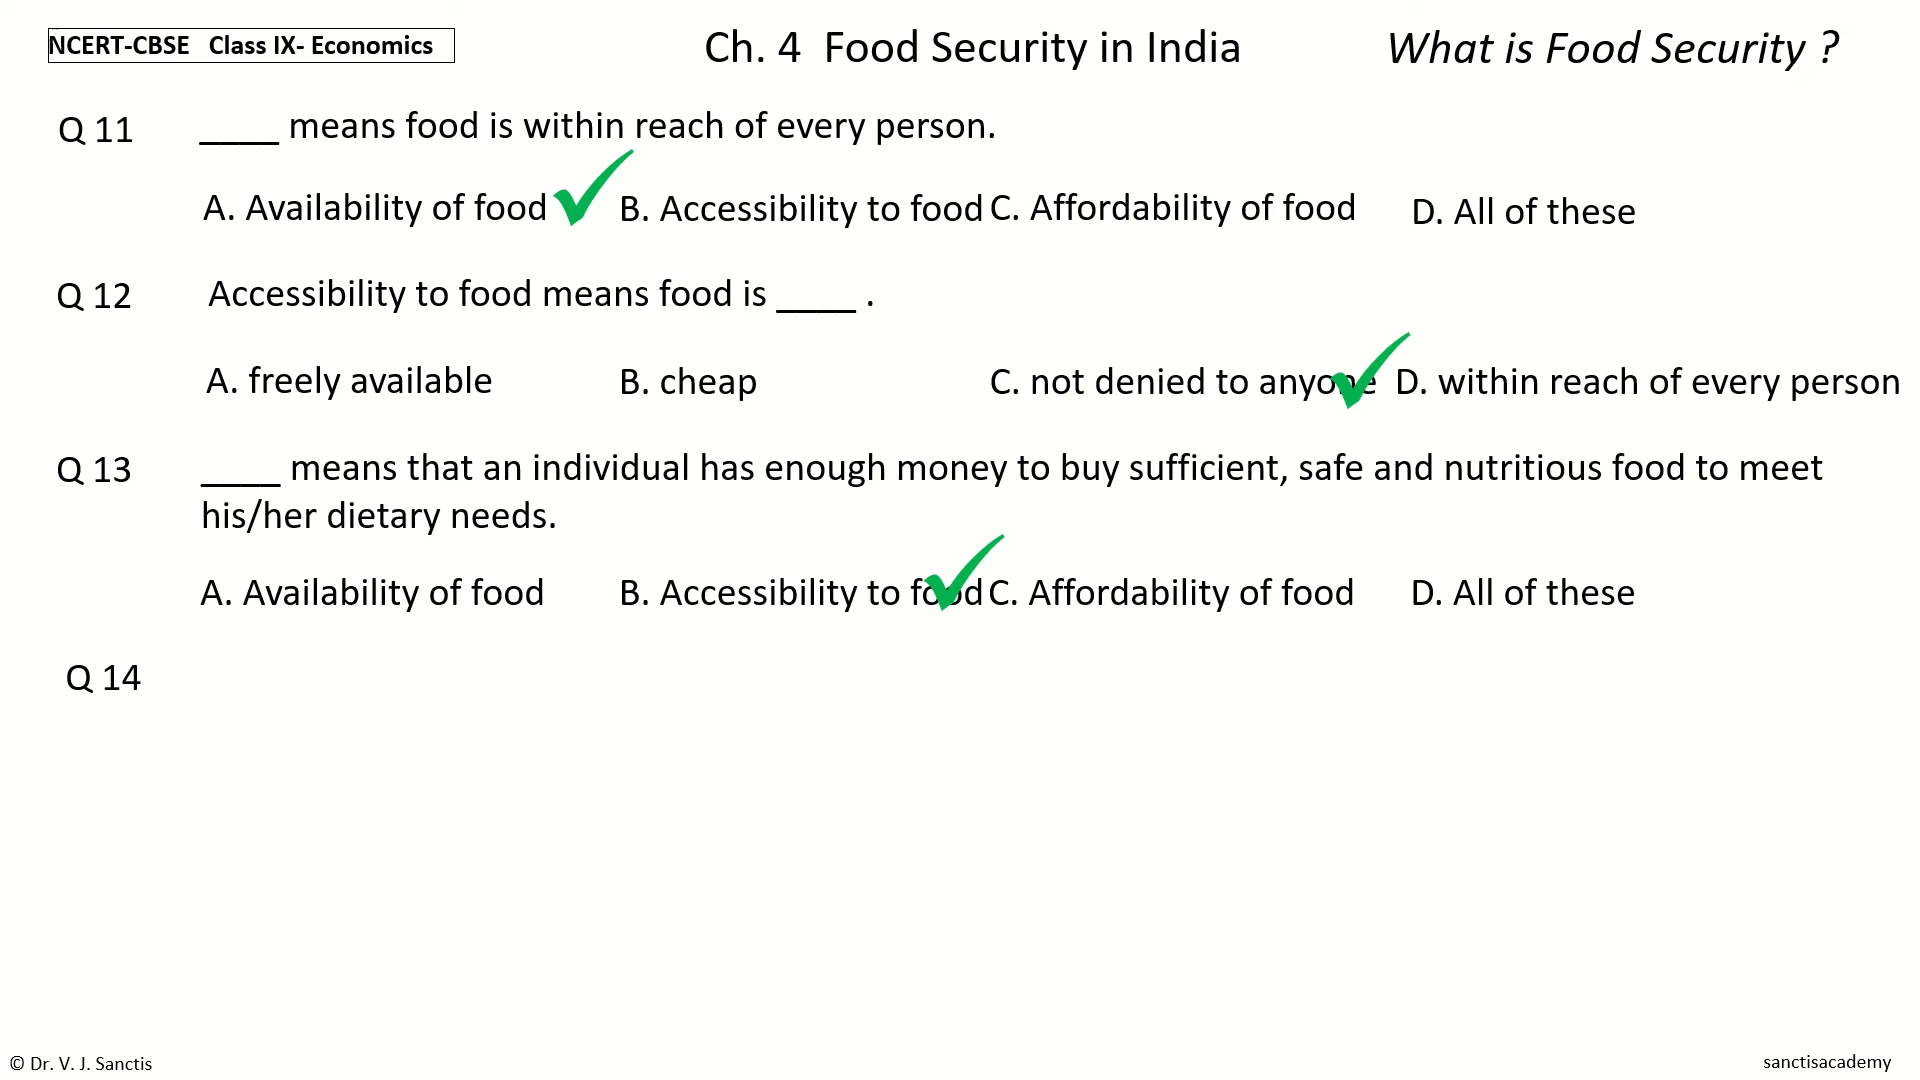 NCERT-CBSE Class IX- Economics
Ch. 4 Food Security in India
What is Food Security ?
Q 11 ____ means food is within reach of every person.
A. Availability of food B. Accessibility to food C. Affordability of food D. All of these
Q 12 Accessibility to food means food is ____ .
A. freely available B. cheap C. not denied to anyone D. within reach of every person
Q 13 ____ means that an individual has enough money to buy sufficient, safe and nutritious food to meet
his/her dietary needs.
A. Availability of food B. Accessibility to food C. Affordability of food D. All of these
Q 14
© Dr. V. J. Sanctis
sanctisacademy